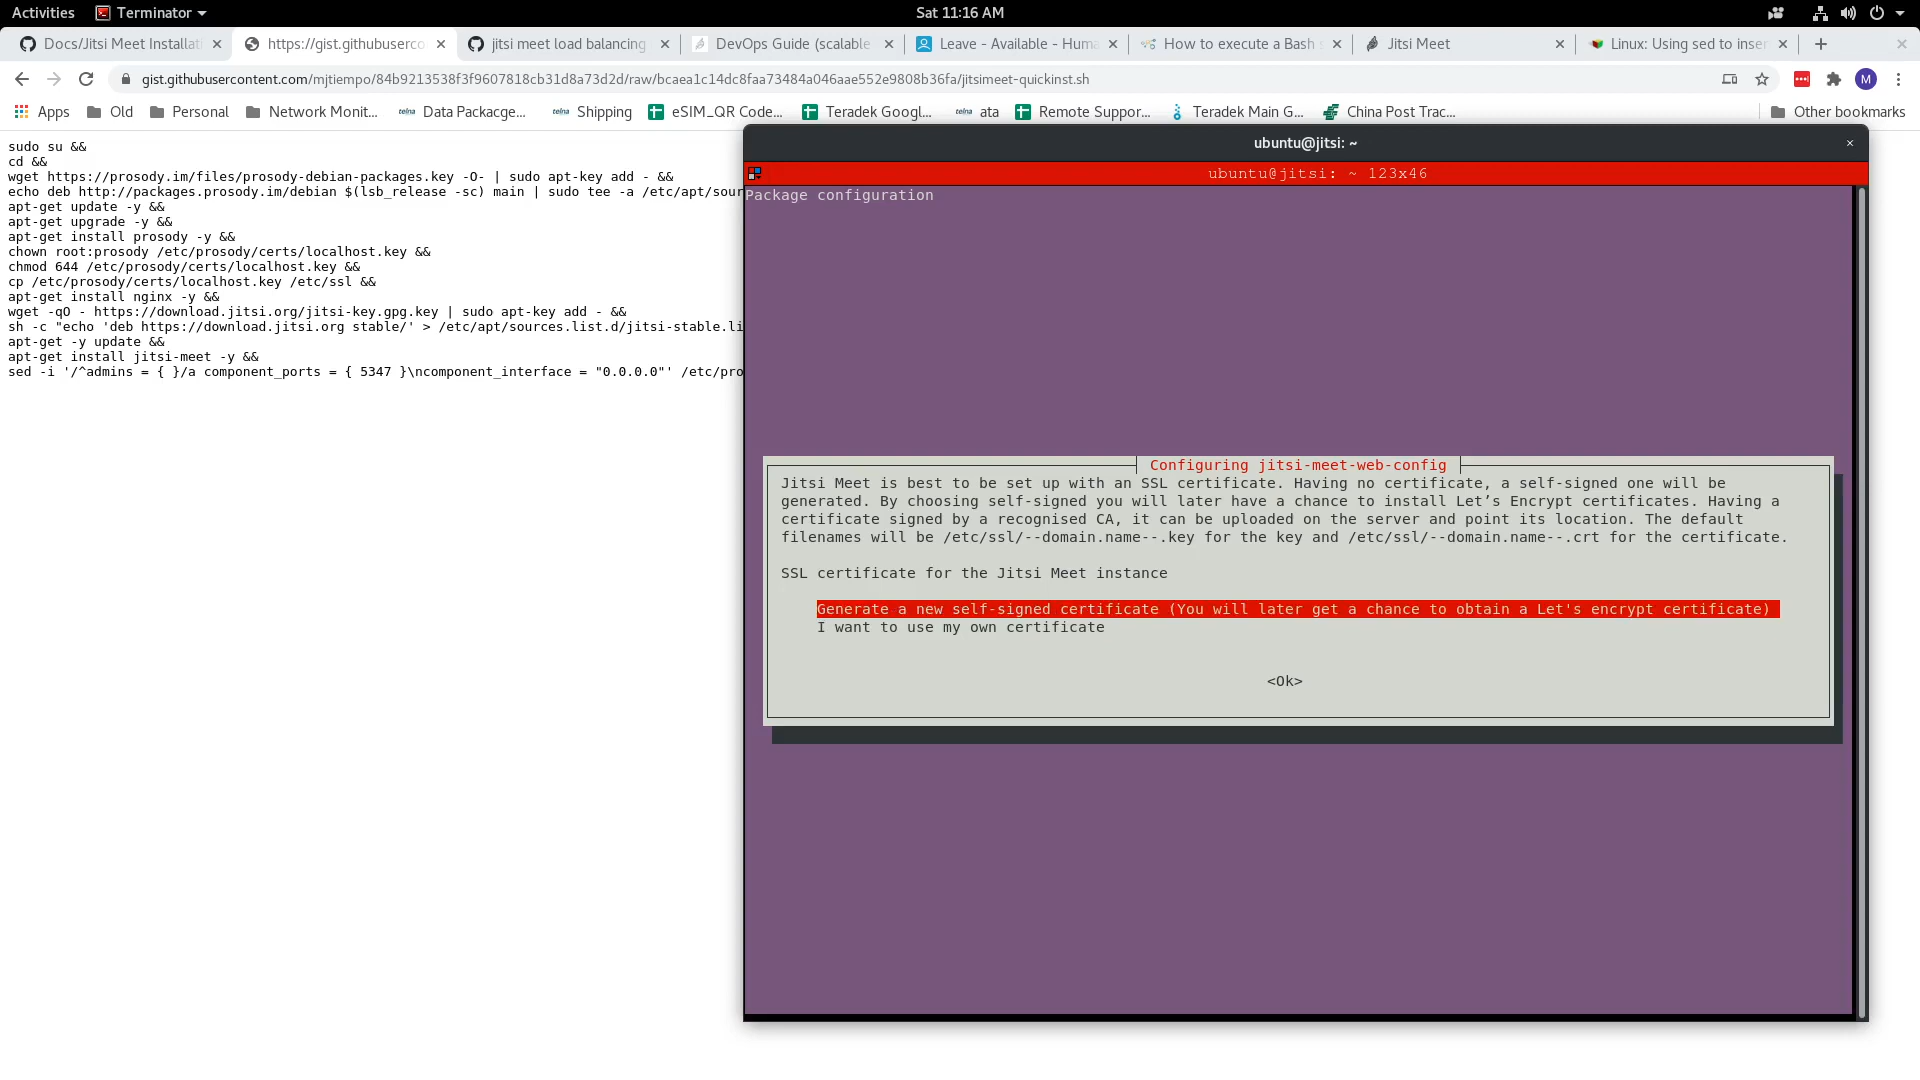 Activities Terminator Sat 11:16 AM
Docs/Jitsi Meet Installat https://gist.githubuserco jitsi meet load balancing DevOps Guide (scalable Leave - Available - Huma How to execute a Bash s Jitsi Meet Linux: Using sed to inser
gist.githubusercontent.com/mjtiempo/84b9213538f3f9607818cb31d8a73d2d/raw/bcaea1c14dc8faa73484a046aae552e9808b36fa/jitsimeet-quickinst.sh M
Apps Old Personal Network Monit... telna Data Packacge... telna Shipping eSIM_QR Code... Teradek Googl... telna ata Remote Suppor... Teradek Main G... China Post Trac... Other bookmarks
sudo su &&
cd &&
wget https://prosody.im/files/prosody-debian-packages.key -O- | sudo apt-key add - &&
echo deb http://packages.prosody.im/debian $(lsb_release -sc) main | sudo tee -a /etc/apt/sour
apt-get update -y &&
apt-get upgrade -y &&
apt-get install prosody -y &&
chown root:prosody /etc/prosody/certs/localhost.key &&
chmod 644 /etc/prosody/certs/localhost.key &&
cp /etc/prosody/certs/localhost.key /etc/ssl &&
apt-get install nginx -y &&
wget -qO - https://download.jitsi.org/jitsi-key.gpg.key | sudo apt-key add - &&
sh -c "echo 'deb https://download.jitsi.org stable/' > /etc/apt/sources.list.d/jitsi-stable.li
apt-get -y update &&
apt-get install jitsi-meet -y &&
sed -i '/^admins = { }/a component_ports = { 5347 }\ncomponent_interface = "0.0.0.0"' /etc/pro
ubuntu@jitsi: ~
ubuntu@jitsi: ~ 123x46
Package configuration
Configuring jitsi-meet-web-config
Jitsi Meet is best to be set up with an SSL certificate. Having no certificate, a self-signed one will be
generated. By choosing self-signed you will later have a chance to install Let’s Encrypt certificates. Having a
certificate signed by a recognised CA, it can be uploaded on the server and point its location. The default
filenames will be /etc/ssl/--domain.name--.key for the key and /etc/ssl/--domain.name--.crt for the certificate.
SSL certificate for the Jitsi Meet instance
Generate a new self-signed certificate (You will later get a chance to obtain a Let's encrypt certificate)
I want to use my own certificate
<Ok>